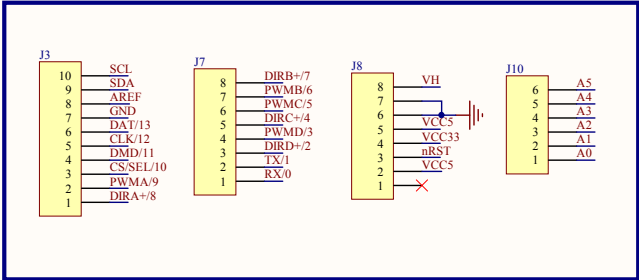 J3
10 SCL
9 SDA
8 AREF
7 GND
6 DAT/13
5 CLK/12
4 DMD/11
3 CS/SEL/10
2 PWMA/9
1 DIRA+/8
J7
8 DIRB+/7
7 PWMB/6
6 PWMC/5
5 DIRC+/4
4 PWMD/3
3 DIRD+/2
2 TX/1
1 RX/0
J8
8 VH
7
6
5 VCC5
4 VCC33
3 nRST
2 VCC5
1
J10
6 A5
5 A4
4 A3
3 A2
2 A1
1 A0